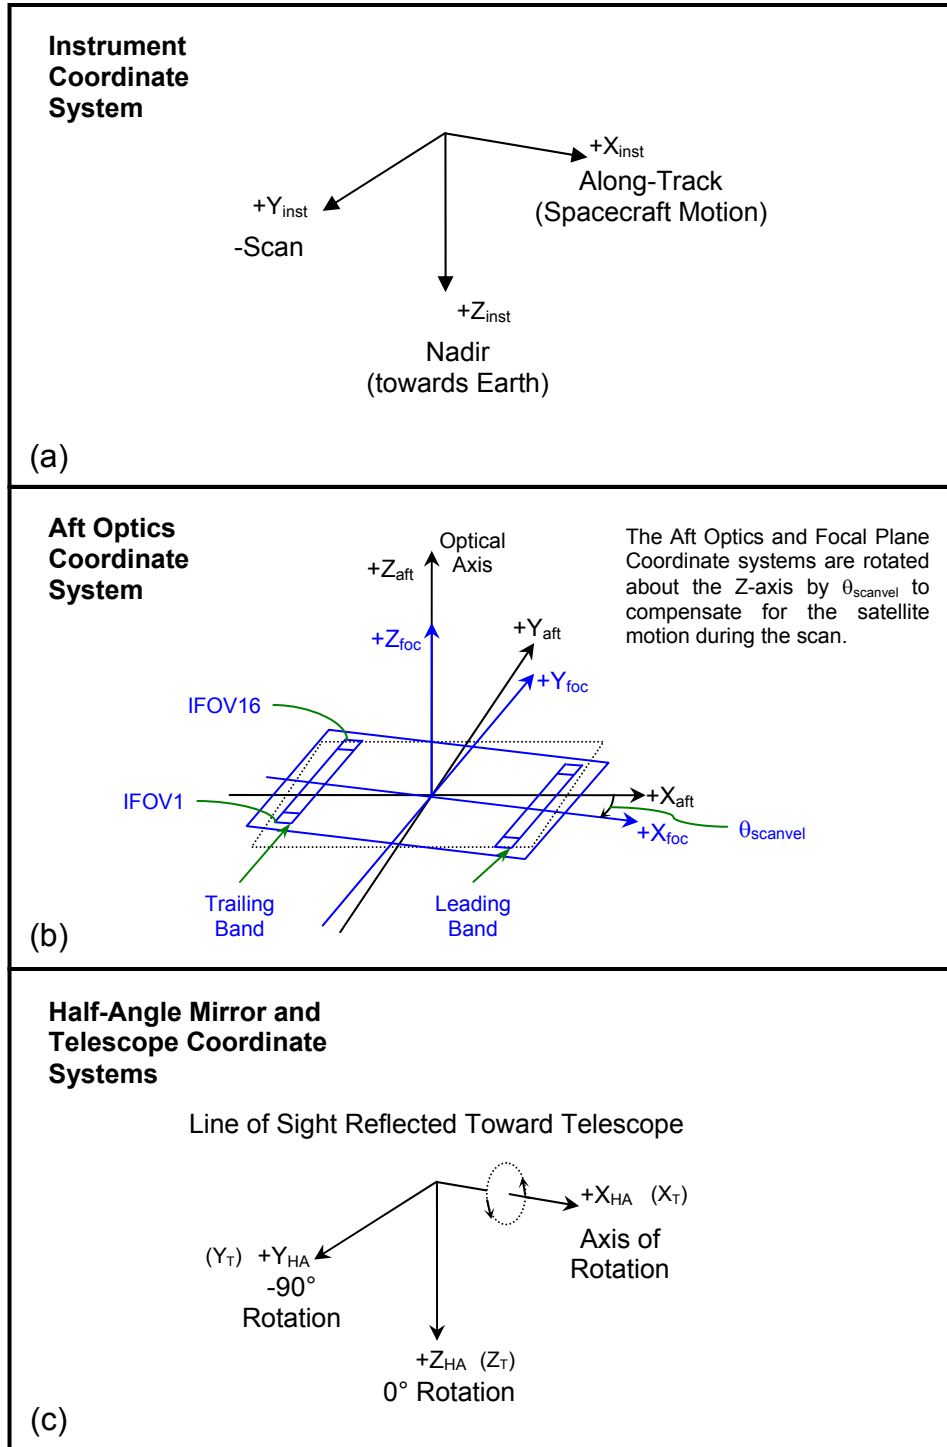 Instrument
Coordinate
System
+Xinst
Along-Track
(Spacecraft Motion)
+Yinst
-Scan
+Zinst
Nadir
(towards Earth)
(a)
Aft Optics
Coordinate
System
Optical
Axis
+Zaft
The Aft Optics and Focal Plane
Coordinate systems are rotated
about the Z-axis by θscanvel to
compensate for the satellite
motion during the scan.
+Yaft
+Zfoc
+Yfoc
IFOV16
IFOV1
+Xaft
+Xfoc
θscanvel
Trailing
Band
Leading
Band
(b)
Half-Angle Mirror and
Telescope Coordinate
Systems
Line of Sight Reflected Toward Telescope
+XHA (XT)
Axis of
Rotation
(YT) +YHA
-90°
Rotation
+ZHA (ZT)
0° Rotation
(c)